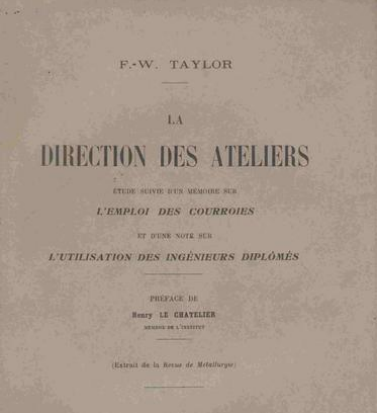 F.-W. TAYLOR
LA
DIRECTION DES ATELIERS
ÉTUDE SUIVIE D'UN MÉMOIRE SUR
L'EMPLOI DES COURROIES
ET D'UNE NOTE SUR
L'UTILISATION DES INGÉNIEURS DIPLÔMÉS
PRÉFACE DE
Henry LE CHATELIER
MEMBRE DE L'INSTITUT
(Extrait de la Revue de Métallurgie)